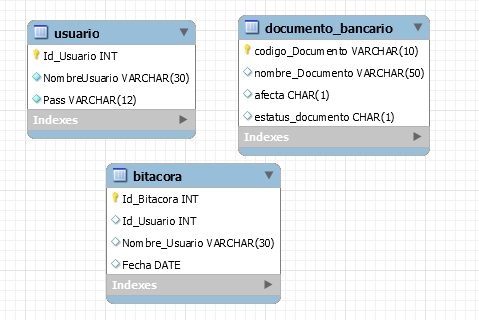 usuario
Id_Usuario INT
NombreUsuario VARCHAR(30)
Pass VARCHAR(12)
Indexes
documento_bancario
codigo_Documento VARCHAR(10)
nombre_Documento VARCHAR(50)
afecta CHAR(1)
estatus_documento CHAR(1)
Indexes
bitacora
Id_Bitacora INT
Id_Usuario INT
Nombre_Usuario VARCHAR(30)
Fecha DATE
Indexes